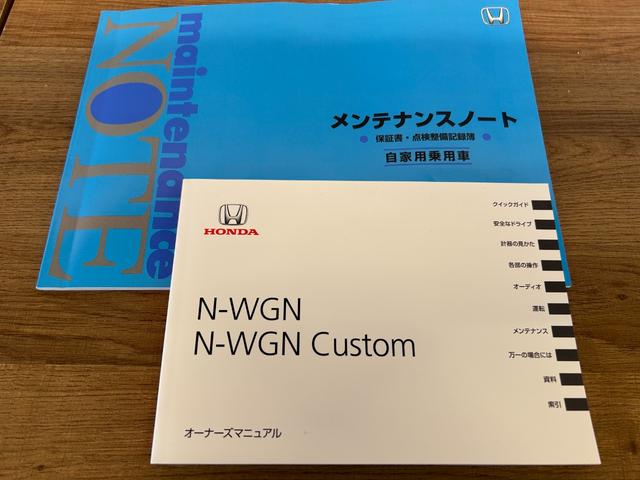 maintenance
NOTE
メンテナンスノート
保証書・点検整備記録簿
自家用乗用車
HONDA
N-WGN
N-WGN Custom
オーナーズマニュアル
クイックガイド
安全なドライブ
計器の見かた
各部の操作
オーディオ
運転
メンテナンス
万一の場合には
資料
索引